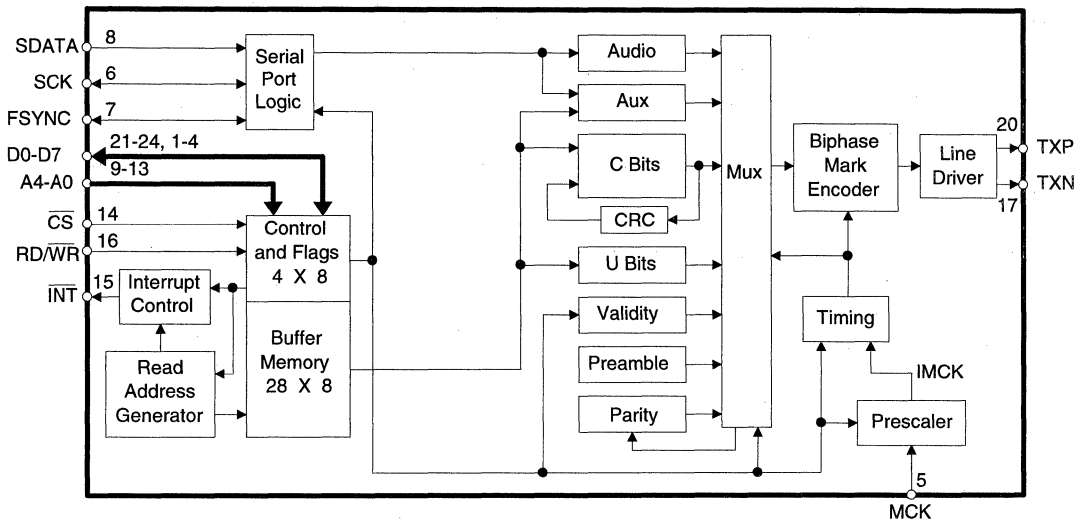 SDATA 8
SCK 6
FSYNC 7
D0-D7 21-24, 1-4
A4-A0 9-13
CS 14
RD/WR 16
INT 15
Serial
Port
Logic
Control
and Flags
4 X 8
Buffer
Memory
28 X 8
Interrupt
Control
Read
Address
Generator
Audio
Aux
C Bits
CRC
U Bits
Validity
Preamble
Parity
Mux
Biphase
Mark
Encoder
Line
Driver
20 TXP
TXN
17
Timing
IMCK
Prescaler
5
MCK